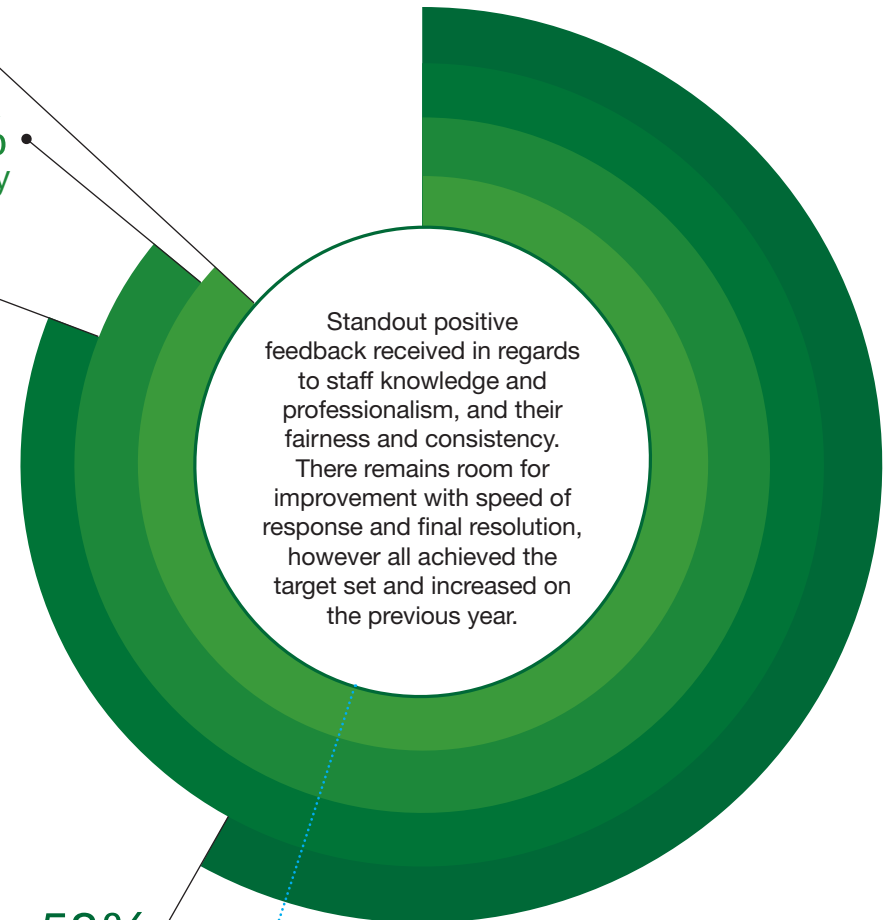 Standout positive
feedback received in regards
to staff knowledge and
professionalism, and their
fairness and consistency.
There remains room for
improvement with speed of
response and final resolution,
however all achieved the
target set and increased on
the previous year.